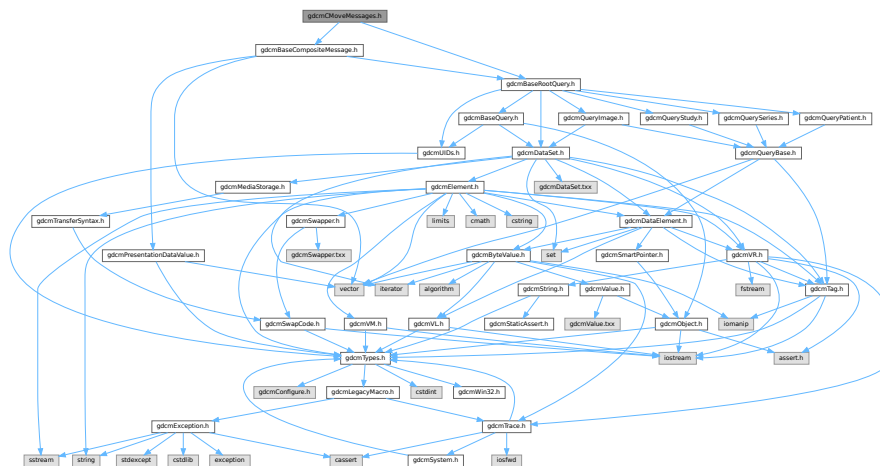 gdcmCMoveMessages.h
gdcmBaseCompositeMessage.h
gdcmBaseRootQuery.h
gdcmBaseQuery.h
gdcmQueryImage.h
gdcmQueryStudy.h
gdcmQuerySeries.h
gdcmQueryPatient.h
gdcmUIDs.h
gdcmDataSet.h
gdcmQueryBase.h
gdcmMediaStorage.h
gdcmElement.h
gdcmDataSet.txx
gdcmTransferSyntax.h
gdcmSwapper.h
limits
cmath
cstring
gdcmDataElement.h
gdcmPresentationDataValue.h
gdcmSwapper.txx
gdcmByteValue.h
set
gdcmSmartPointer.h
gdcmVR.h
vector
iterator
algorithm
gdcmString.h
gdcmValue.h
fstream
gdcmTag.h
gdcmSwapCode.h
gdcmVM.h
gdcmVL.h
gdcmStaticAssert.h
gdcmValue.txx
gdcmObject.h
iomanip
gdcmTypes.h
iostream
assert.h
gdcmConfigure.h
gdcmLegacyMacro.h
cstdint
gdcmWin32.h
gdcmException.h
gdcmTrace.h
sstream
string
stdexcept
cstdlib
exception
cassert
gdcmSystem.h
iosfwd